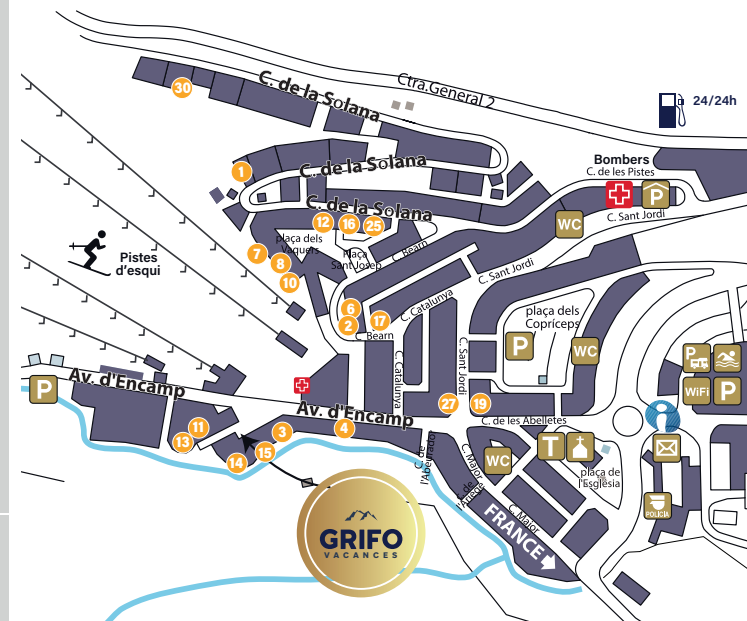 C. de la Solana
Ctra.General 2
24/24h
30
Bombers
C. de les Pistes
1
C. de la Solana
P
C. Sant Jordi
C. de la Solana
12
16
25
WC
plaça dels
Vaquers
Plaça
Sant Josep
C. Bearn
7
8
10
Pistes
d'esquí
C. Sant Jordi
6
2
17
C. Catalunya
C. Bearn
plaça dels
Copríceps
P
WC
C. Catalunya
C. Sant Jordi
P
P
WiFi
P
Av. d'Encamp
Av. d'Encamp
27
19
C. de les Abelletes
i
11
13
3
4
14
15
C. de
l'Aberrador
C. Major
WC
T
plaça de
l'Església
C. de
l'Ariège
C. Major
POLICIA
FRANCE
GRIFO
VACANCES